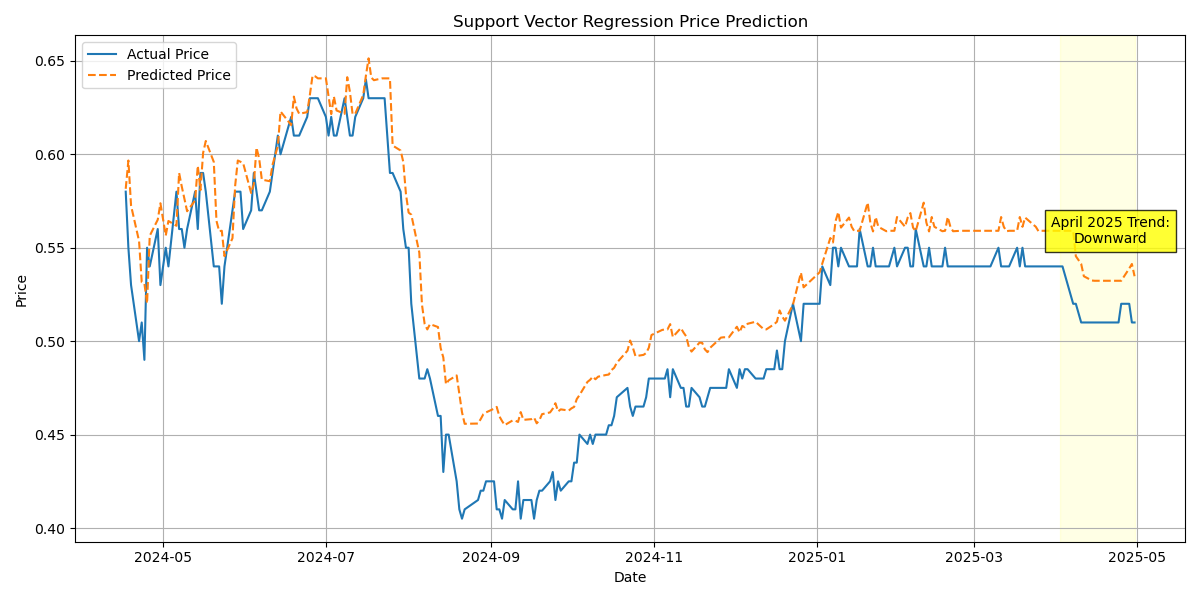 Support Vector Regression Price Prediction
Actual Price
Predicted Price
0.65
0.60
0.55
0.50
0.45
0.40
Price
April 2025 Trend:
Downward
2024-05
2024-07
2024-09
2024-11
2025-01
2025-03
2025-05
Date